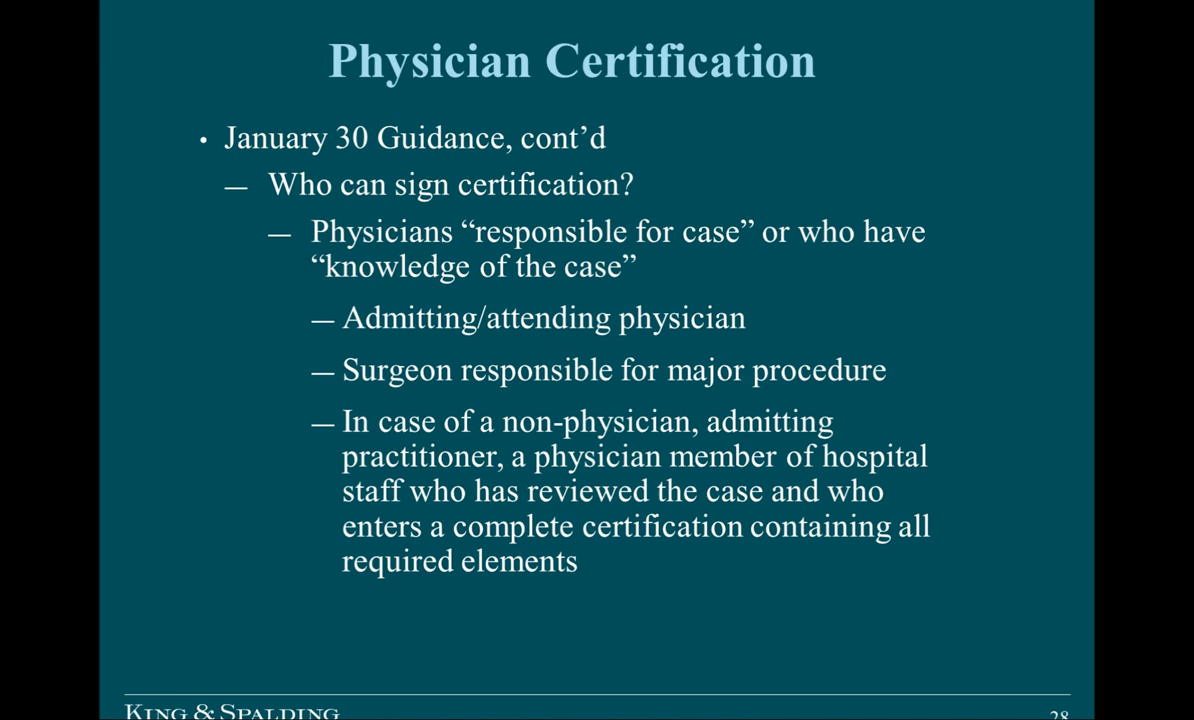 Physician Certification
• January 30 Guidance, cont’d
— Who can sign certification?
— Physicians “responsible for case” or who have
“knowledge of the case”
— Admitting/attending physician
— Surgeon responsible for major procedure
— In case of a non-physician, admitting
practitioner, a physician member of hospital
staff who has reviewed the case and who
enters a complete certification containing all
required elements
KING & SPALDING
28